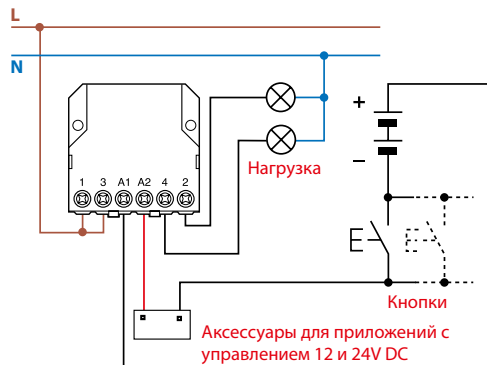 L
N
+
−
1 3 A1 A2 4 2
Нагрузка
Кнопки
Аксессуары для приложений с
управлением 12 и 24V DC